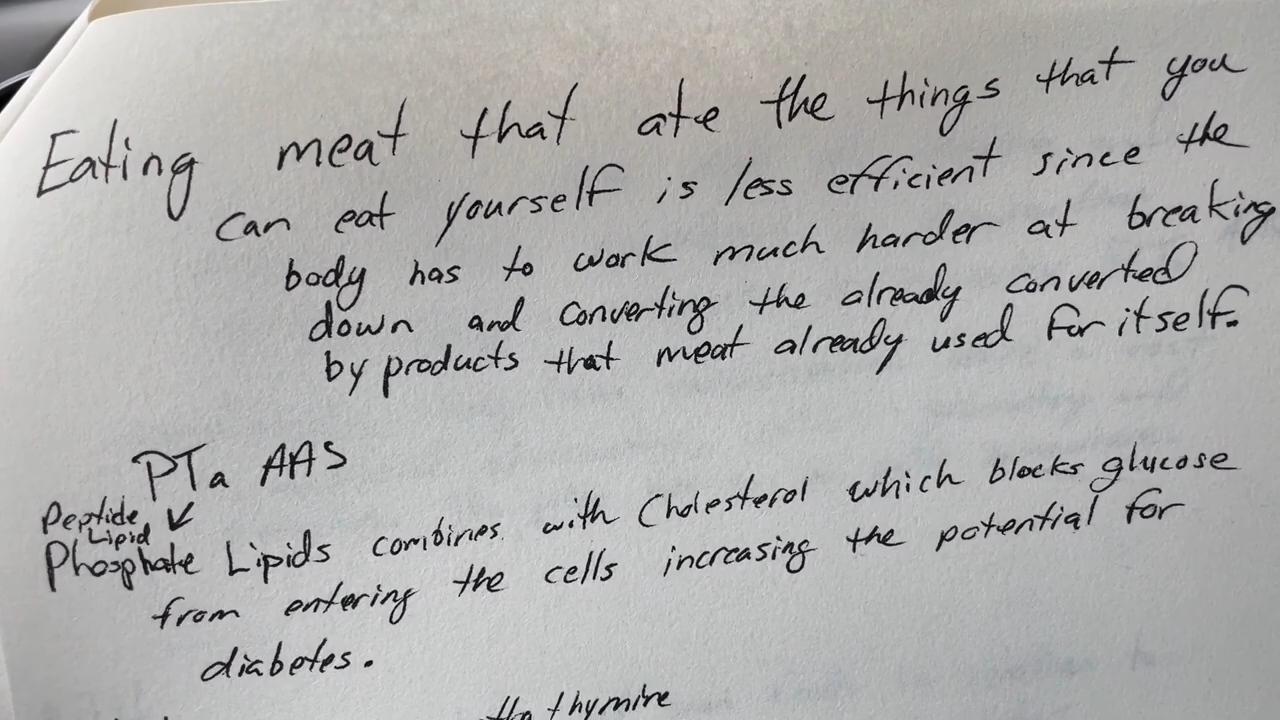 Eating meat that ate the things that you
can eat yourself is less efficient since the
body has to work much harder at breaking
down and converting the already converted
by products that meat already used for itself.
PTa AAS
Peptide
Lipid
Phosphate Lipids combines with Cholesterol which blocks glucose
from entering the cells increasing the potential for
diabetes.
thymine